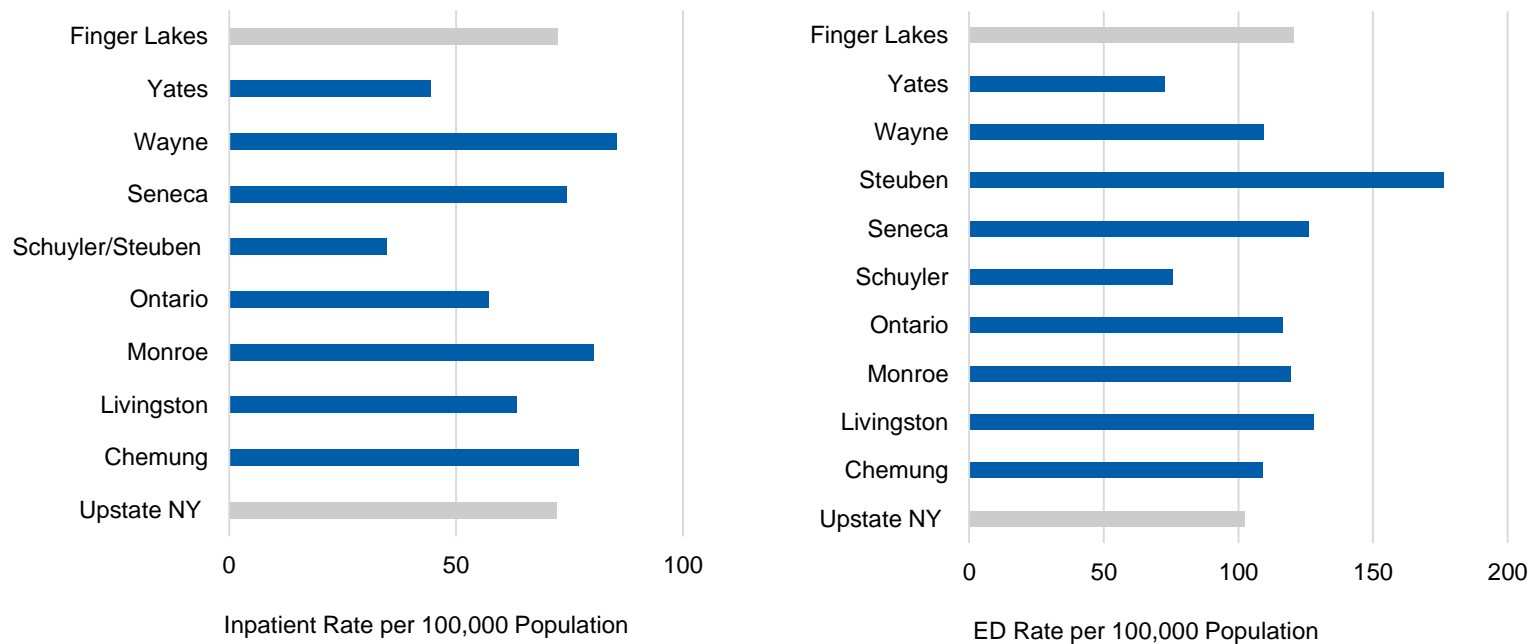 Finger Lakes
Yates
Wayne
Seneca
Schuyler/Steuben
Ontario
Monroe
Livingston
Chemung
Upstate NY
0 50 100
Inpatient Rate per 100,000 Population
Finger Lakes
Yates
Wayne
Steuben
Seneca
Schuyler
Ontario
Monroe
Livingston
Chemung
Upstate NY
0 50 100 150 200
ED Rate per 100,000 Population